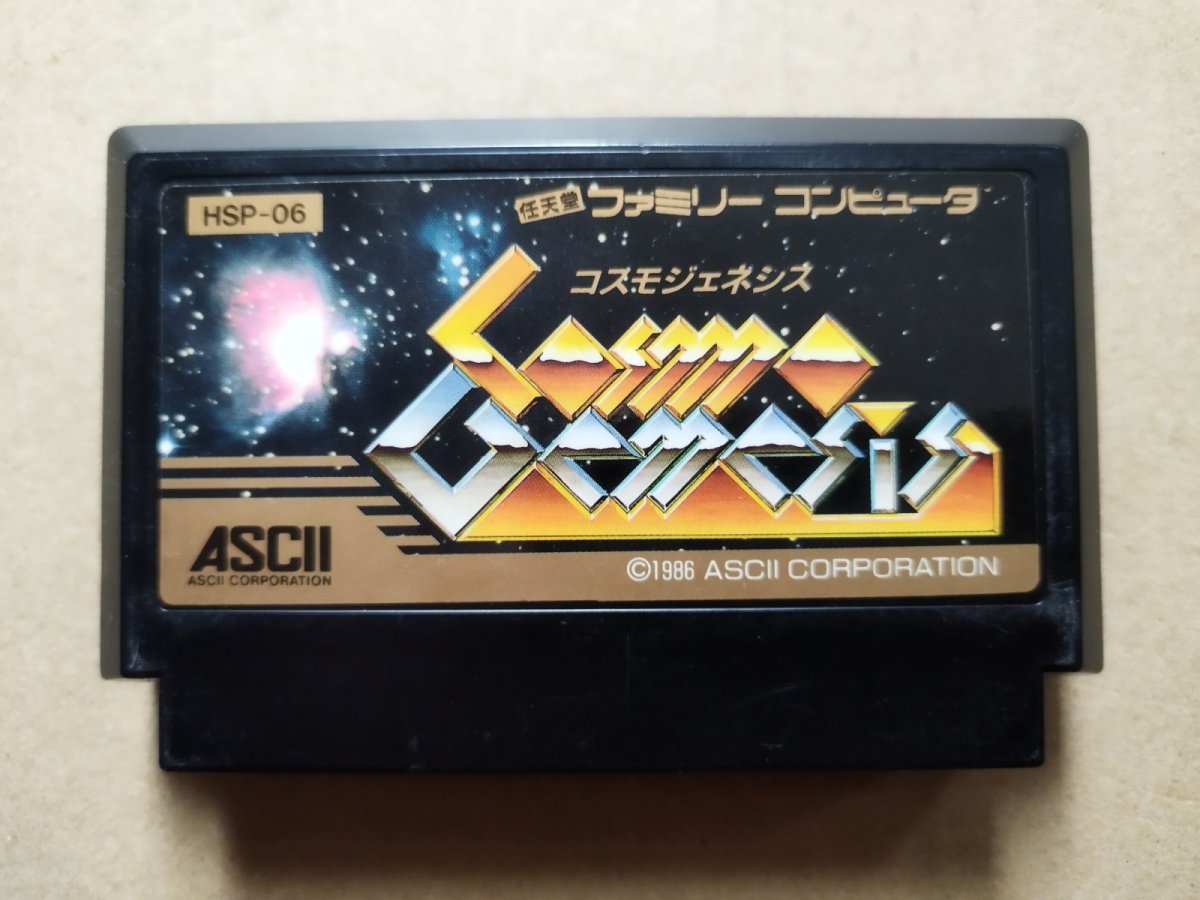 HSP-06
任天堂 ファミリー コンピュータ
コスモジェネシス
Cosmo
Genesis
ASCII
ASCII CORPORATION
©1986 ASCII CORPORATION